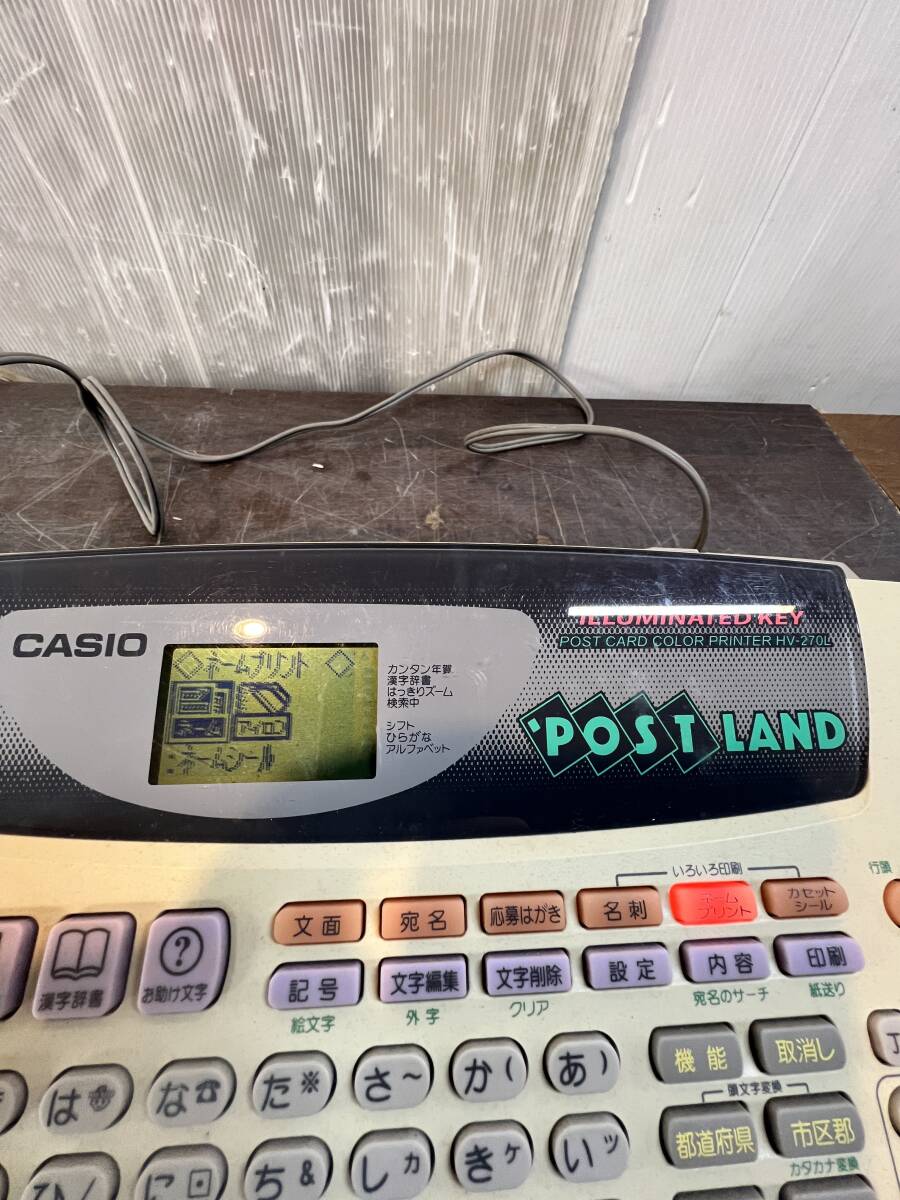 ILLUMINATED KEY
POST CARD COLOR PRINTER HV-270L
CASIO
ネームプリント
カンタン年賀
漢字辞書
はっきりズーム
検索中
シフト
ひらがな
アルファベット
'POST LAND
いろいろ印刷
行頭
文面
宛名
応募はがき
名刺
ネーム
プリント
カセット
シール
漢字辞書
?
お助け文字
記号
文字編集
文字削除
設定
内容
印刷
絵文字
外字
クリア
宛名のサーチ
紙送り
機能
取消し
は
な☎
た※
さ~
か(
あ)
頭文字変換
都道府県
市区郡
カタカナ変換
ひ
に
ち&
しカ
きケ
いッ